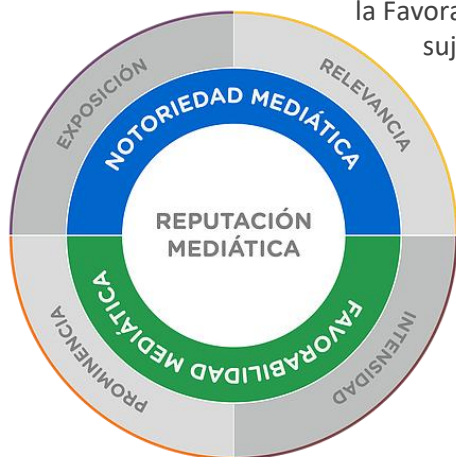 la Favora
suj
EXPOSICIÓN
RELEVANCIA
NOTORIEDAD MEDIÁTICA
REPUTACIÓN
MEDIÁTICA
FAVORABILIDAD MEDIÁTICA
PROMINENCIA
INTENSIDAD